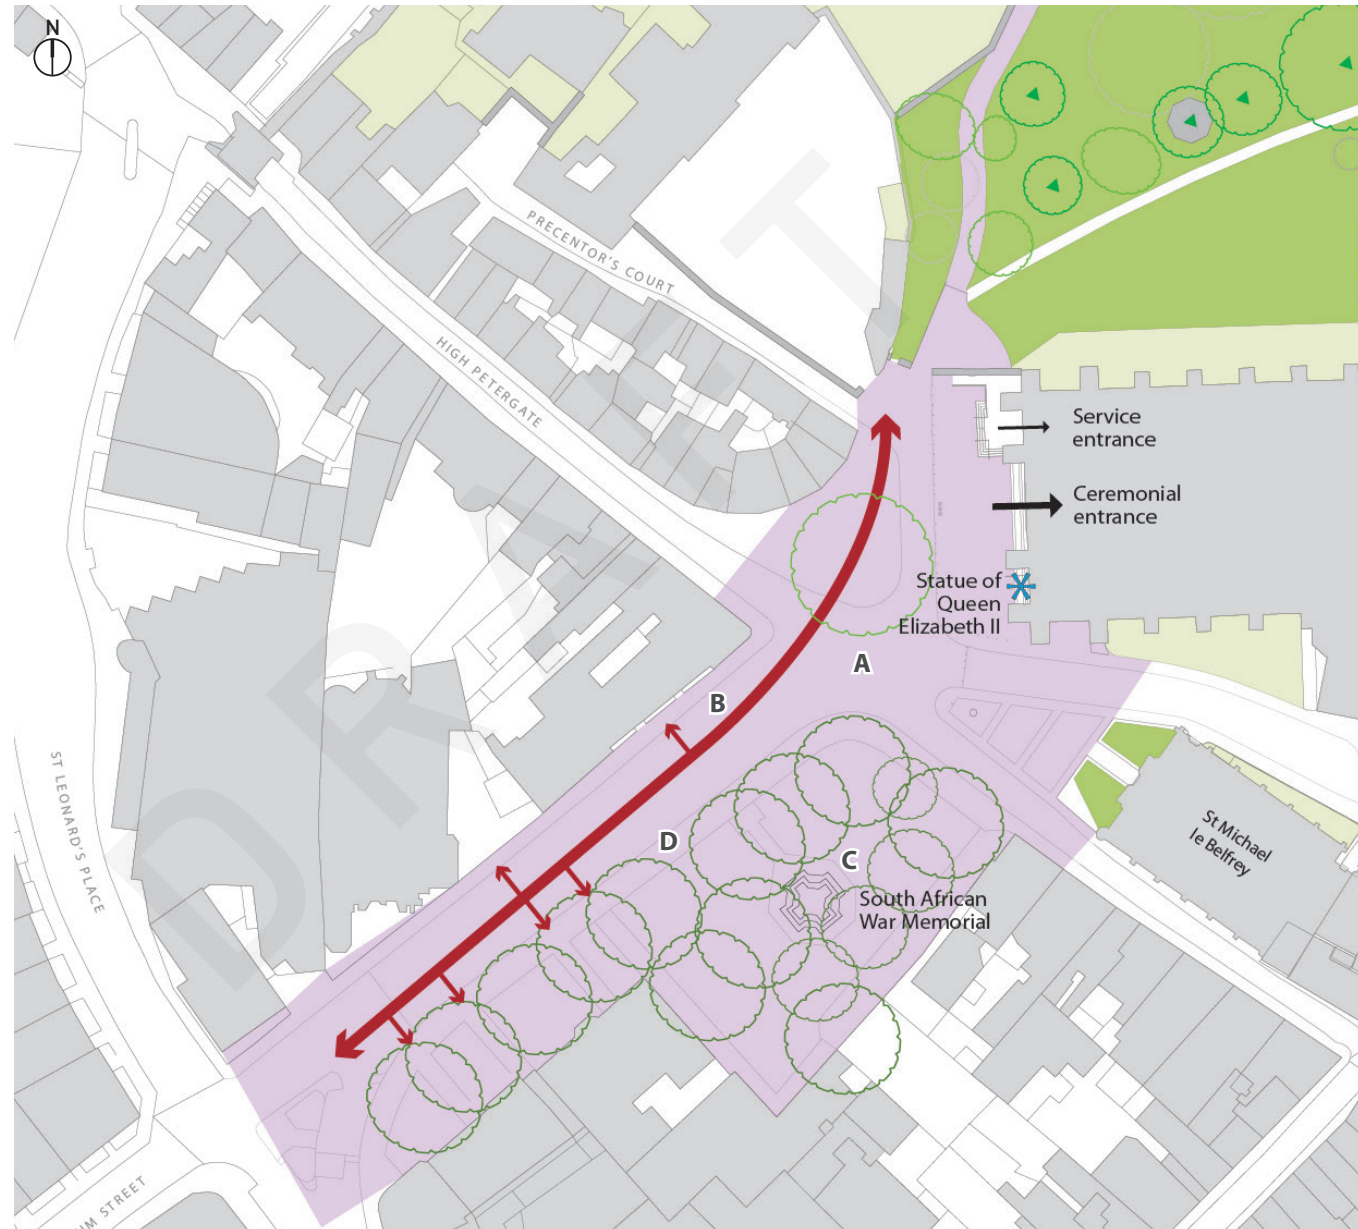 N
PRECENTOR'S COURT
HIGH PETERGATE
Service
entrance
Ceremonial
entrance
Statue of
Queen
Elizabeth II
A
B
ST LEONARD'S PLACE
D
C
South African
War Memorial
St Michael
le Belfrey
STREET
DRAFT